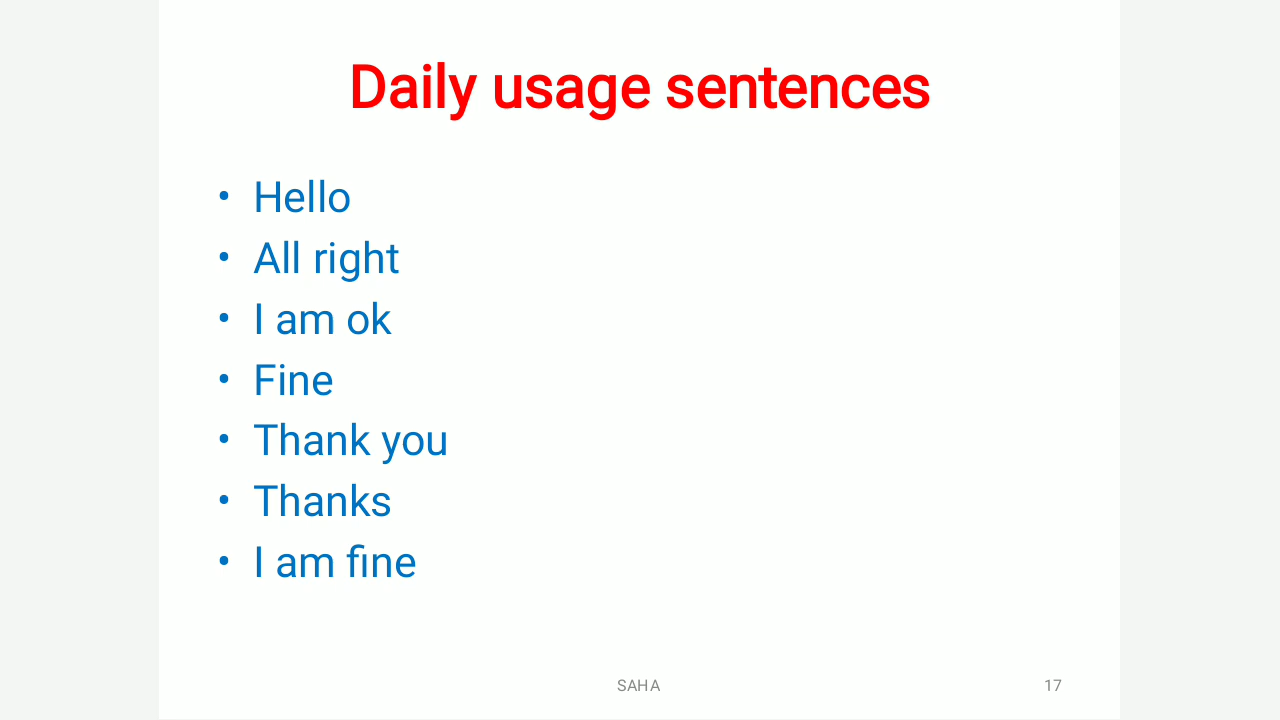 Daily usage sentences
• Hello
• All right
• I am ok
• Fine
• Thank you
• Thanks
• I am fine
SAHA
17